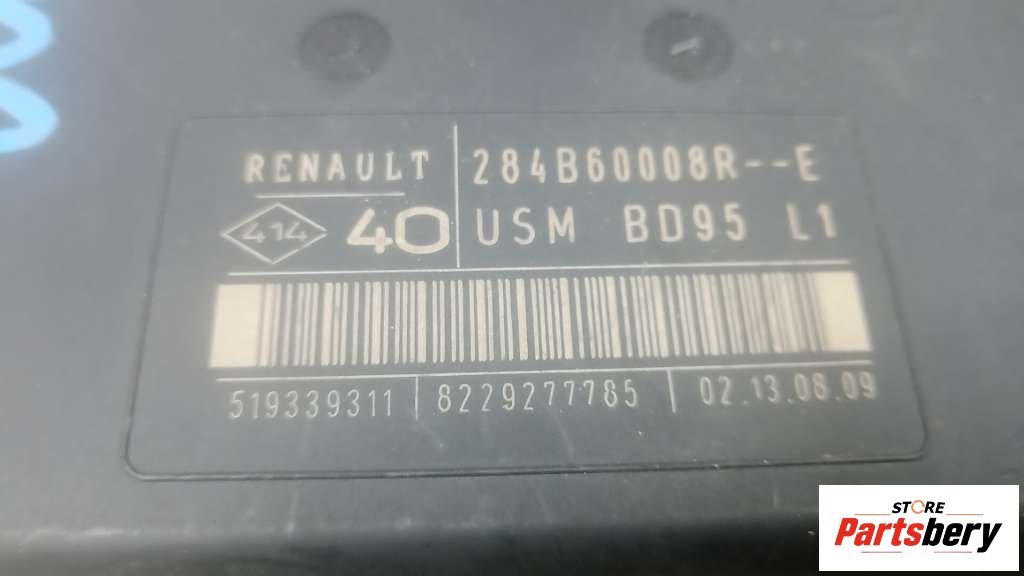 RENAULT 284B60008R--E
414 40 USM BD95 L1
519339311 8229277785 02.13.08.09
STORE
Partsbery